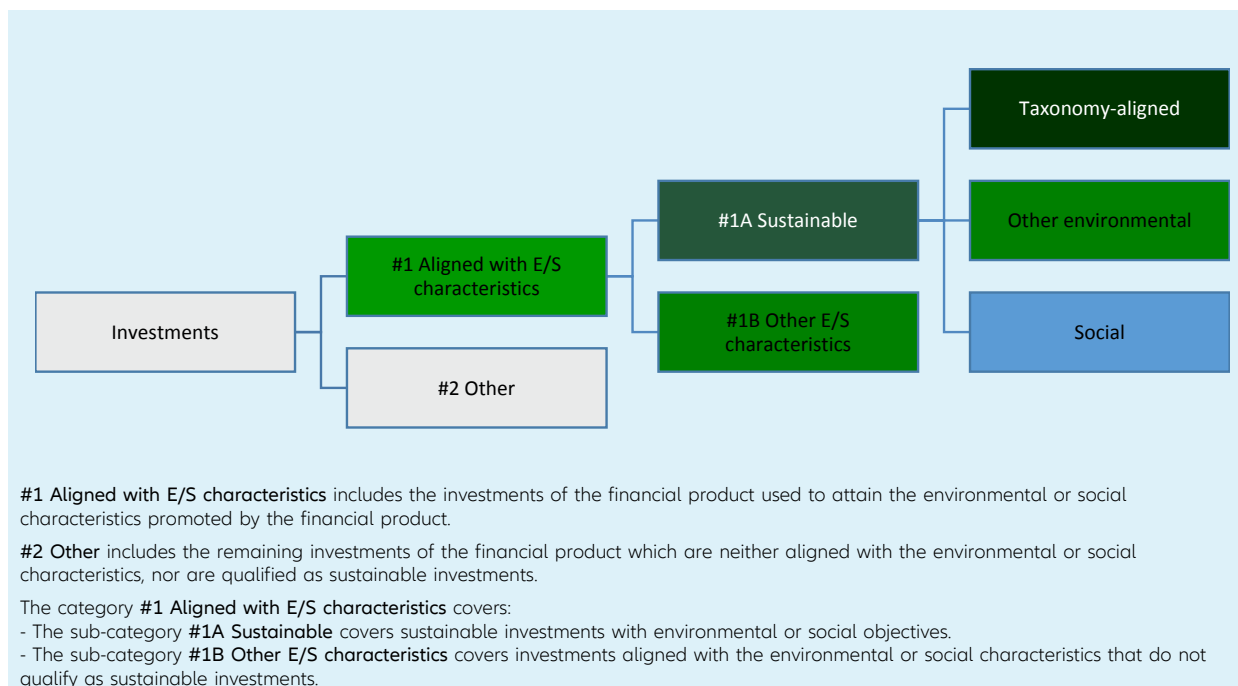 Taxonomy-aligned
#1A Sustainable
Other environmental
#1 Aligned with E/S
characteristics
#1B Other E/S
characteristics
Investments
Social
#2 Other
#1 Aligned with E/S characteristics includes the investments of the financial product used to attain the environmental or social
characteristics promoted by the financial product.
#2 Other includes the remaining investments of the financial product which are neither aligned with the environmental or social
characteristics, nor are qualified as sustainable investments.
The category #1 Aligned with E/S characteristics covers:
- The sub-category #1A Sustainable covers sustainable investments with environmental or social objectives.
- The sub-category #1B Other E/S characteristics covers investments aligned with the environmental or social characteristics that do not
qualify as sustainable investments.